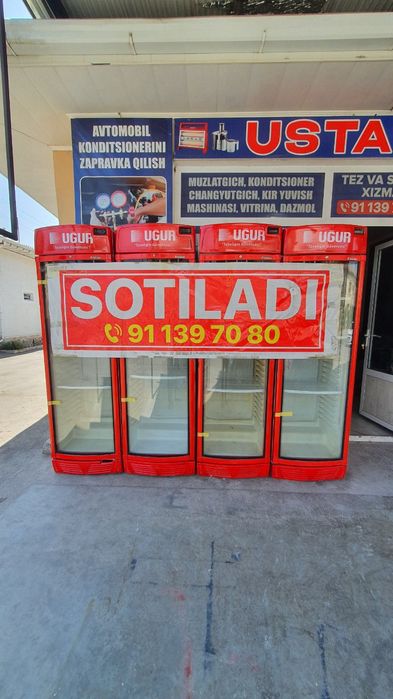 AVTOMOBIL
KONDITSIONERINI
ZAPRAVKA QILISH
USTA
MUZLATGICH, KONDITSIONER
CHANGYUTGICH, KIR YUVISH
MASHINASI, VITRINA, DAZMOL
TEZ VA S
XIZM
91 139
UGUR UGUR UGUR UGUR
SOTILADI
91 139 70 80